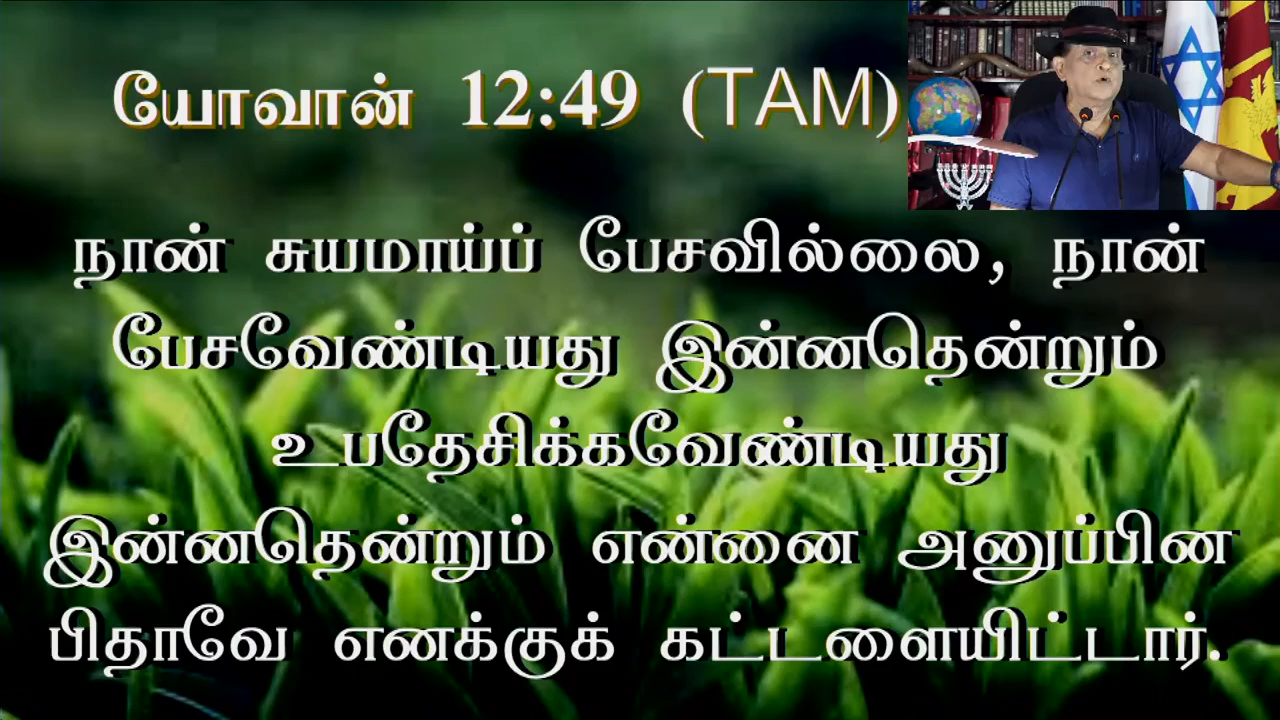 யோவான் 12:49 (TAM)
நான் சுயமாய்ப் பேசவில்லை, நான்
பேசவேண்டியது இன்னதென்றும்
உபதேசிக்கவேண்டியது
இன்னதென்றும் என்னை அனுப்பின
பிதாவே எனக்குக் கட்டளையிட்டார்.